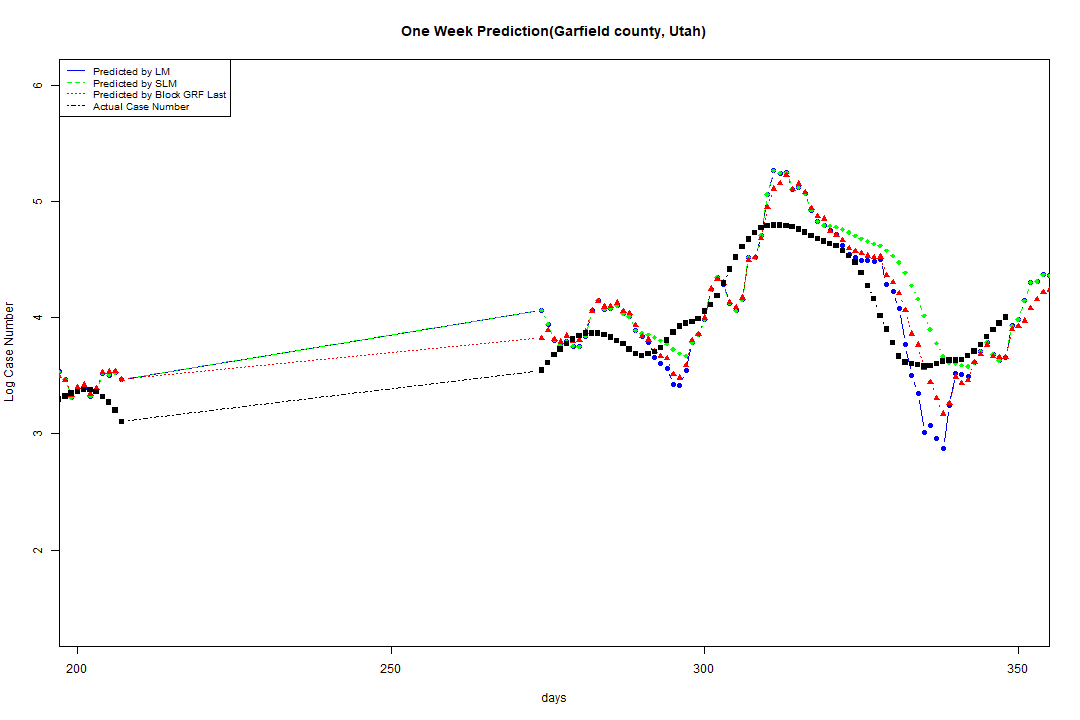 One Week Prediction(Garfield county, Utah)
Predicted by LM
Predicted by SLM
Predicted by Block GRF Last
Actual Case Number
6
5
4
3
2
Log Case Number
200
250
300
350
days